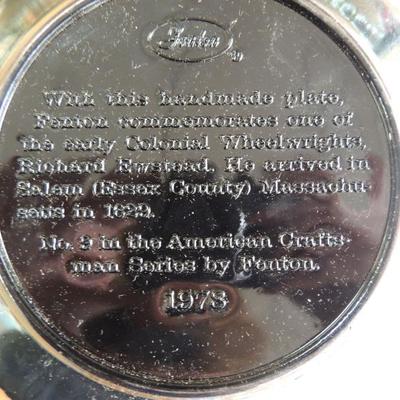 Fenton
With this handmade plate,
Fenton commemorates one of
the early Colonial Wheelwrights,
Richard Ewstead. He arrived in
Salem (Essex County) Massachu-
setts in 1629.
No. 9 in the American Crafts-
man Series by Fenton.
1978